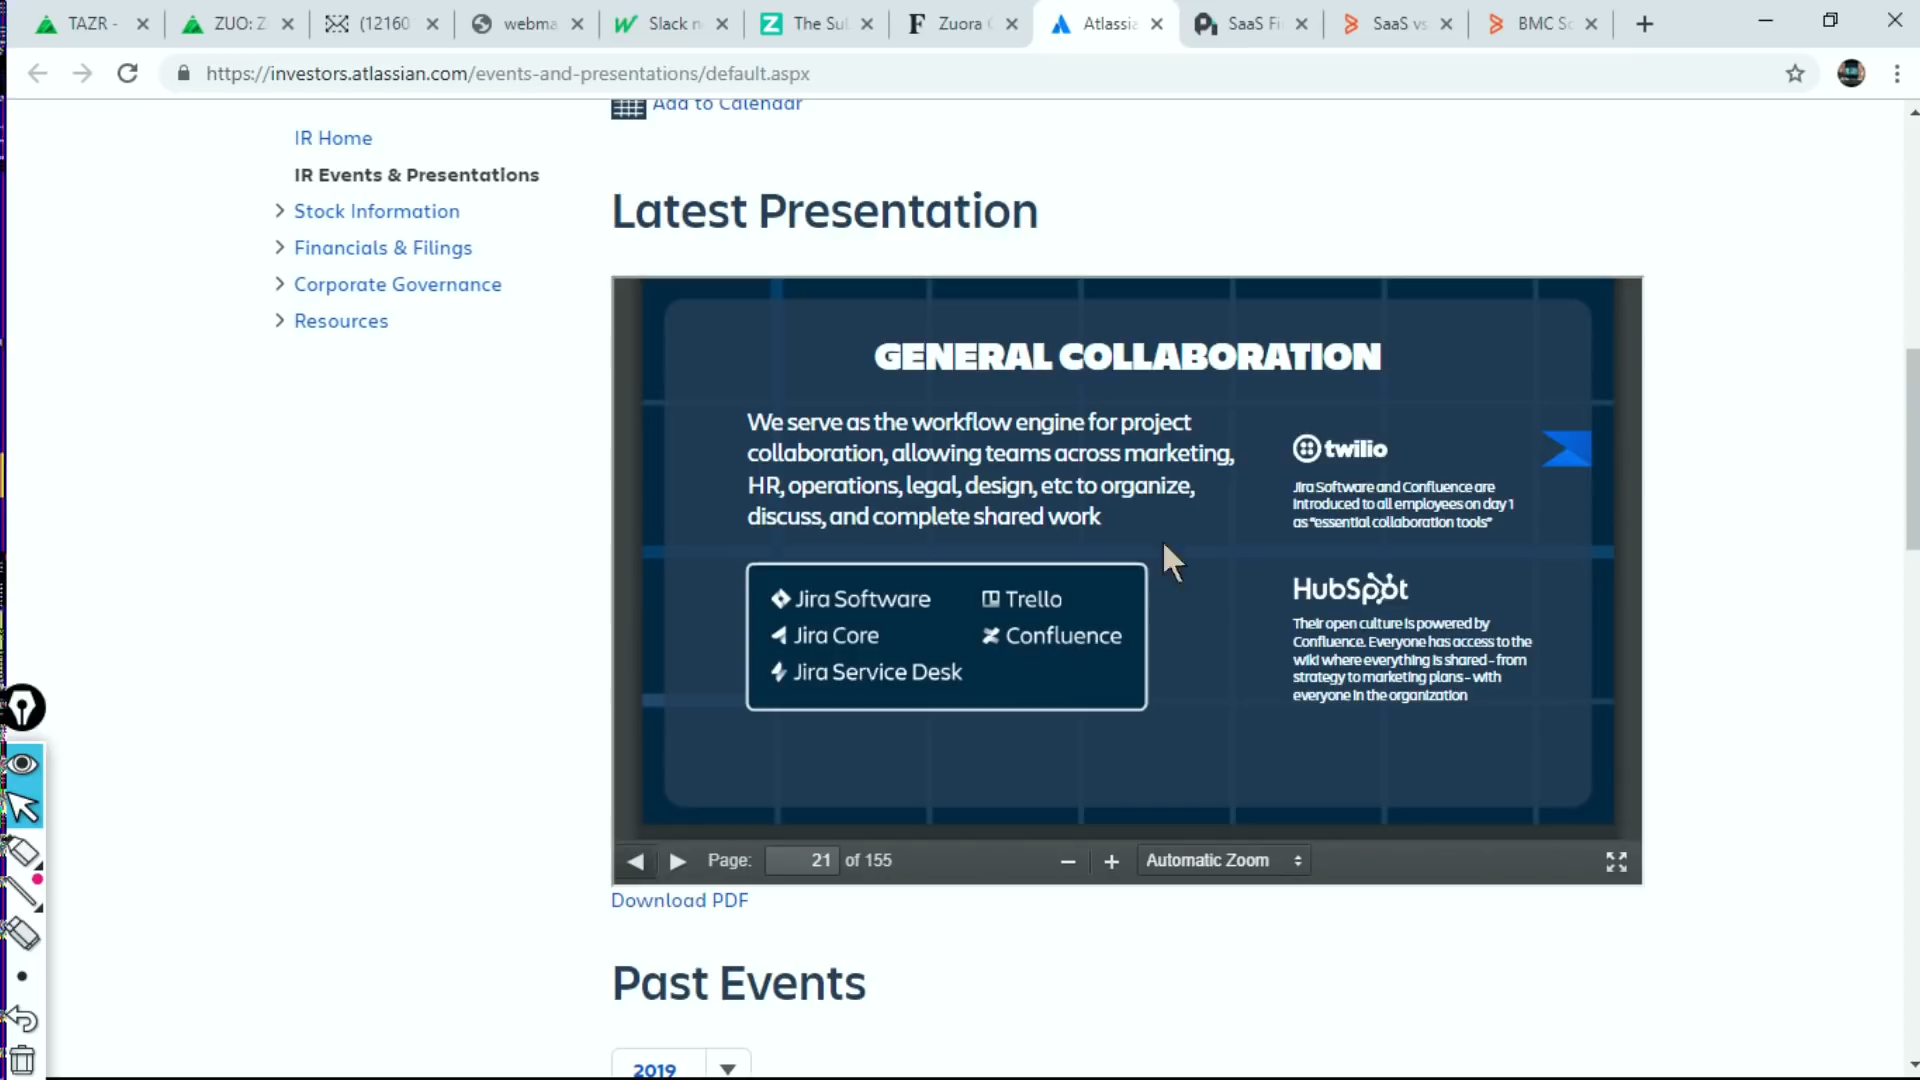 TAZR -
ZUO: Z
(12160
webma
Slack n
The Sul
Zuora
Atlassia
SaaS Fi
SaaS vs
BMC So
https://investors.atlassian.com/events-and-presentations/default.aspx
Add to Calendar
IR Home
IR Events & Presentations
Stock Information
Financials & Filings
Corporate Governance
Resources
Latest Presentation
GENERAL COLLABORATION
We serve as the workflow engine for project
collaboration, allowing teams across marketing,
HR, operations, legal, design, etc to organize,
discuss, and complete shared work
Jira Software
Trello
Jira Core
Confluence
Jira Service Desk
twilio
Jira Software and Confluence are
introduced to all employees on day 1
as "essential collaboration tools"
HubSpot
Their open culture is powered by
Confluence. Everyone has access to the
wiki where everything is shared - from
strategy to marketing plans - with
everyone in the organization
Page: 21 of 155
Automatic Zoom
Download PDF
Past Events
2019